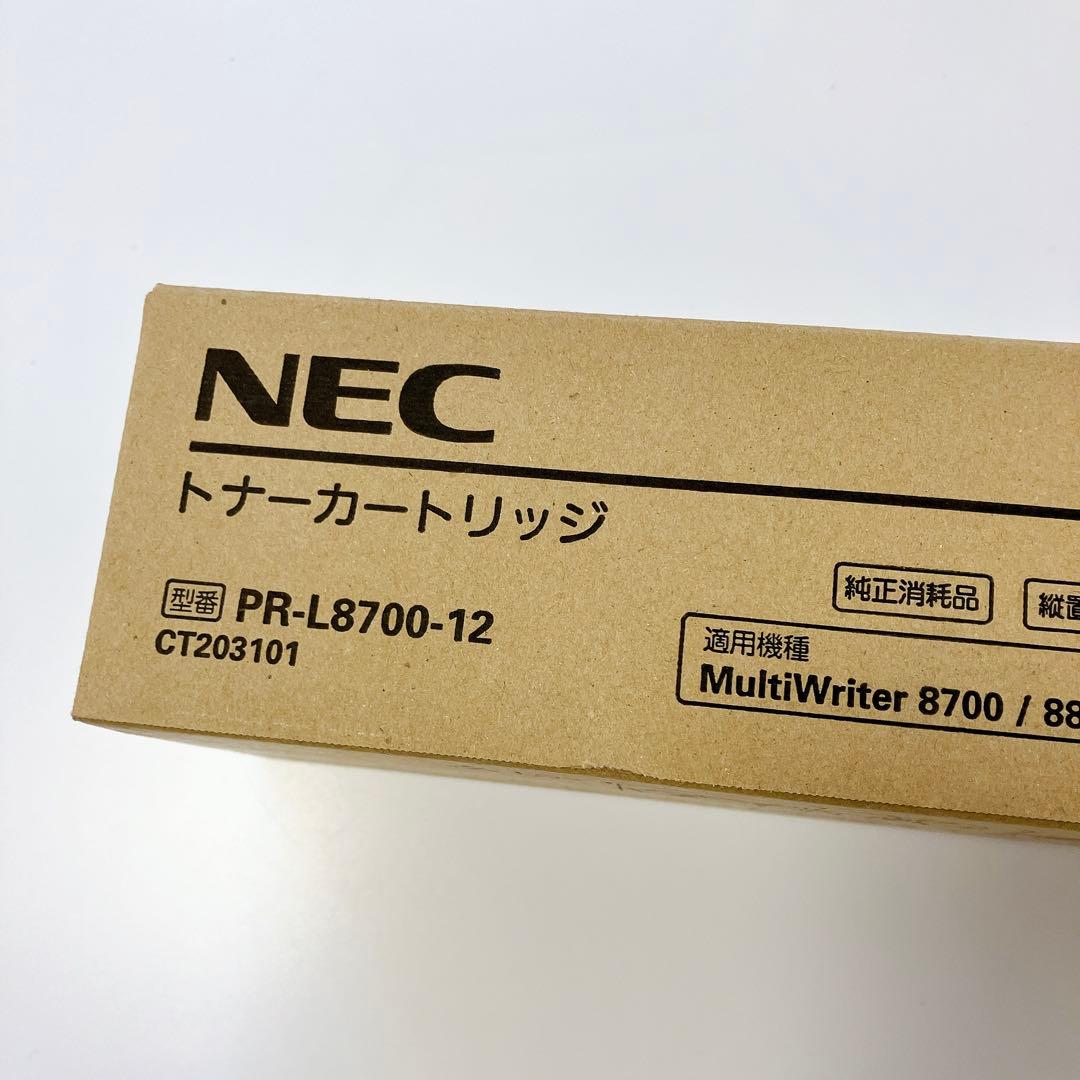 NEC
トナーカートリッジ
純正消耗品
型番 PR-L8700-12
CT203101
適用機種
MultiWriter 8700 / 88